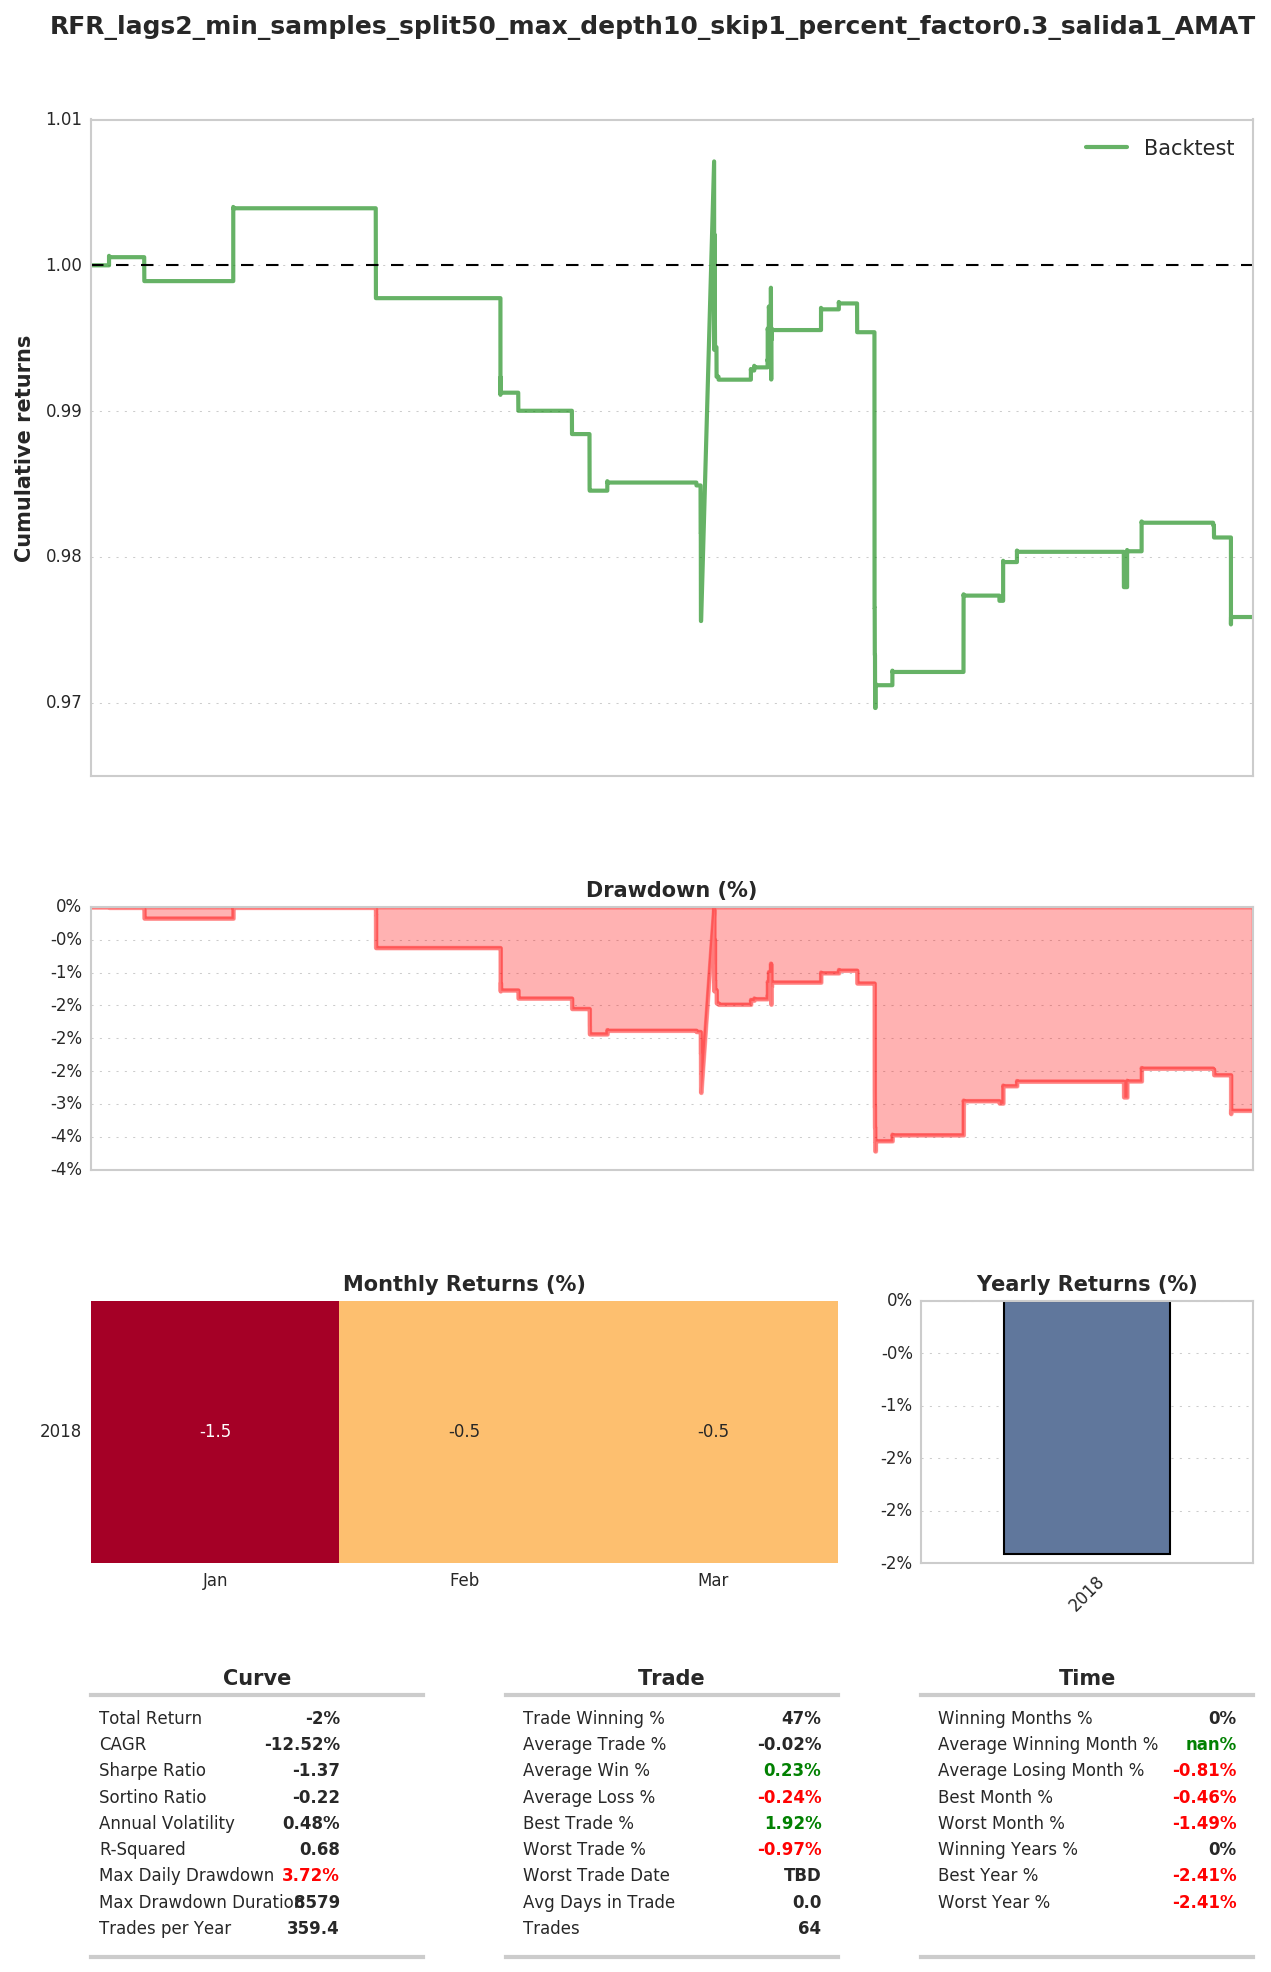 RFR_lags2_min_samples_split50_max_depth10_skip1_percent_factor0.3_salida1_AMAT
1.01
Backtest
1.00
0.99
0.98
0.97
Cumulative returns
Drawdown (%)
0%
-0%
-1%
-2%
-2%
-2%
-3%
-4%
-4%
Monthly Returns (%)
2018
-1.5 -0.5 -0.5
Jan Feb Mar
Yearly Returns (%)
0%
-0%
-1%
-2%
-2%
-2%
2018
Curve
Total Return -2%
CAGR -12.52%
Sharpe Ratio -1.37
Sortino Ratio -0.22
Annual Volatility 0.48%
R-Squared 0.68
Max Daily Drawdown 3.72%
Max Drawdown Duration 8579
Trades per Year 359.4
Trade
Trade Winning % 47%
Average Trade % -0.02%
Average Win % 0.23%
Average Loss % -0.24%
Best Trade % 1.92%
Worst Trade % -0.97%
Worst Trade Date TBD
Avg Days in Trade 0.0
Trades 64
Time
Winning Months % 0%
Average Winning Month % nan%
Average Losing Month % -0.81%
Best Month % -0.46%
Worst Month % -1.49%
Winning Years % 0%
Best Year % -2.41%
Worst Year % -2.41%